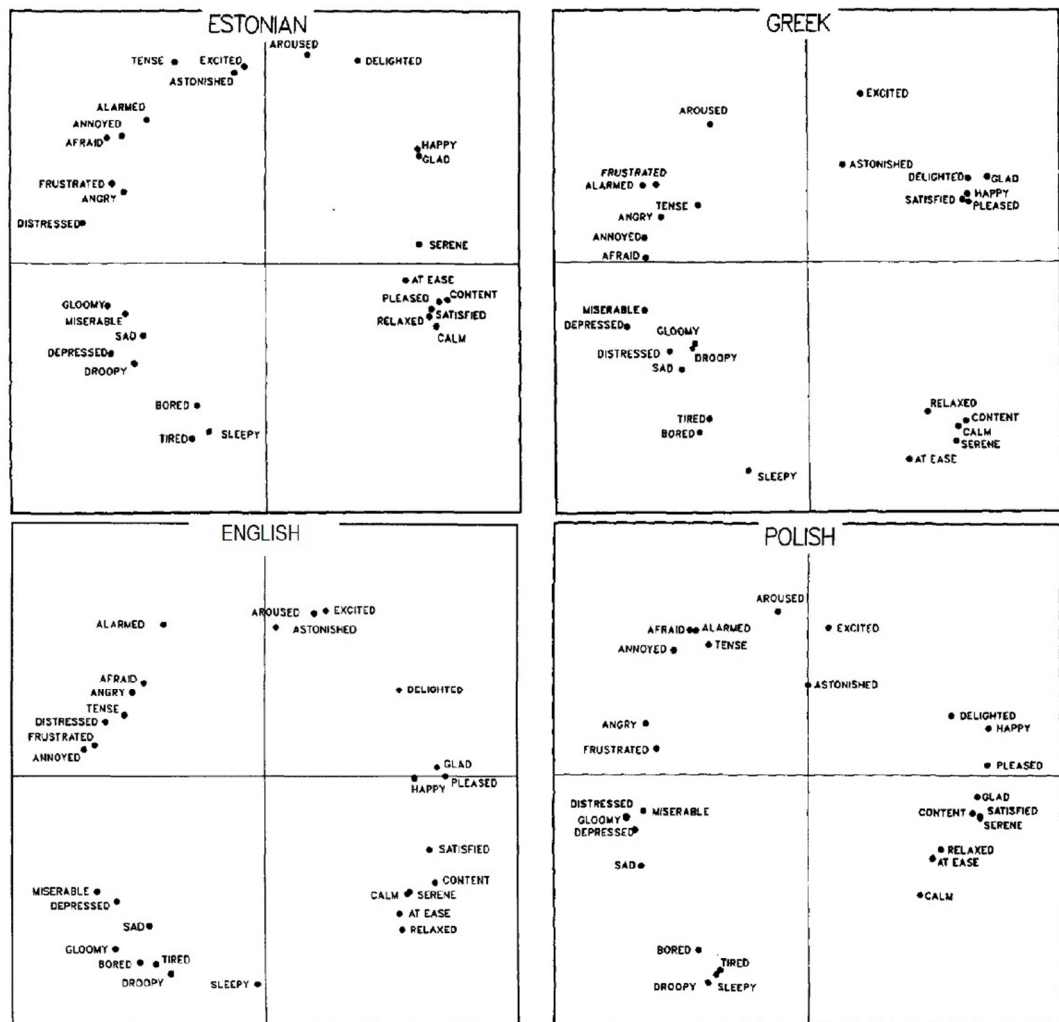 ESTONIAN
AROUSED
TENSE EXCITED DELIGHTED
ASTONISHED
ALARMED
ANNOYED
AFRAID
HAPPY
GLAD
FRUSTRATED
ANGRY
DISTRESSED
SERENE
AT EASE
GLOOMY PLEASED CONTENT
MISERABLE RELAXED SATISFIED
SAD CALM
DEPRESSED
DROOPY
BORED
TIRED SLEEPY
GREEK
EXCITED
AROUSED
ASTONISHED
FRUSTRATED DELIGHTED GLAD
ALARMED HAPPY
TENSE SATISFIED PLEASED
ANGRY
ANNOYED
AFRAID
MISERABLE
DEPRESSED
GLOOMY
DISTRESSED DROOPY
SAD
RELAXED
TIRED CONTENT
BORED CALM
SERENE
AT EASE
SLEEPY
ENGLISH
AROUSED EXCITED
ALARMED ASTONISHED
AFRAID
ANGRY DELIGHTED
TENSE
DISTRESSED
FRUSTRATED
ANNOYED
GLAD
HAPPY PLEASED
SATISFIED
CONTENT
MISERABLE CALM SERENE
DEPRESSED
AT EASE
SAD RELAXED
GLOOMY
BORED TIRED
DROOPY SLEEPY
POLISH
AROUSED
AFRAID ALARMED EXCITED
ANNOYED TENSE
ASTONISHED
DELIGHTED
ANGRY HAPPY
FRUSTRATED
PLEASED
GLAD
DISTRESSED MISERABLE SATISFIED
GLOOMY CONTENT SERENE
DEPRESSED
RELAXED
SAD AT EASE
CALM
BORED
TIRED
DROOPY SLEEPY